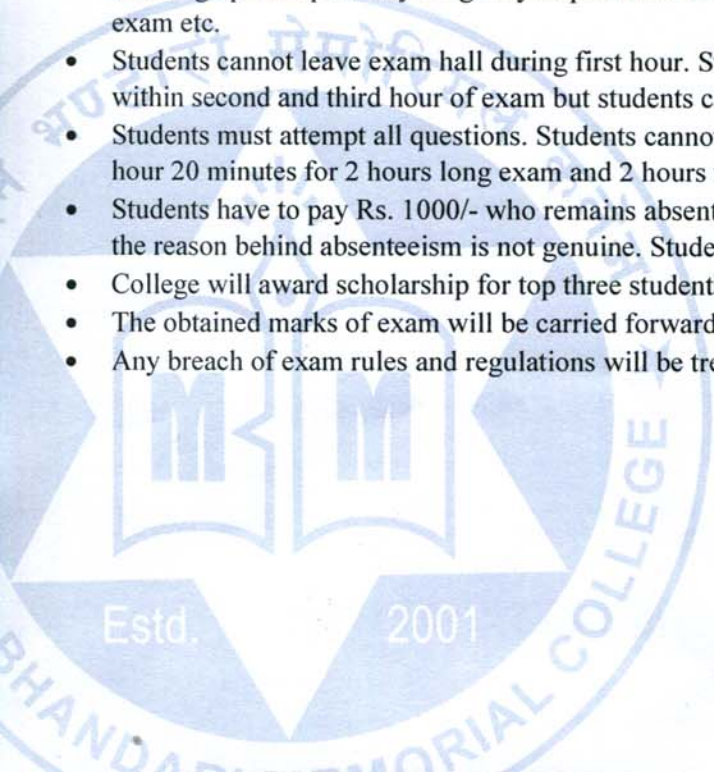 exam etc.
• Students cannot leave exam hall during first hour. S
within second and third hour of exam but students c
• Students must attempt all questions. Students canno
hour 20 minutes for 2 hours long exam and 2 hours
• Students have to pay Rs. 1000/- who remains absent
the reason behind absenteeism is not genuine. Stude
• College will award scholarship for top three student
• The obtained marks of exam will be carried forward
• Any breach of exam rules and regulations will be tre
M M
Estd. 2001
BHANDARI MEMORIAL COLLEGE